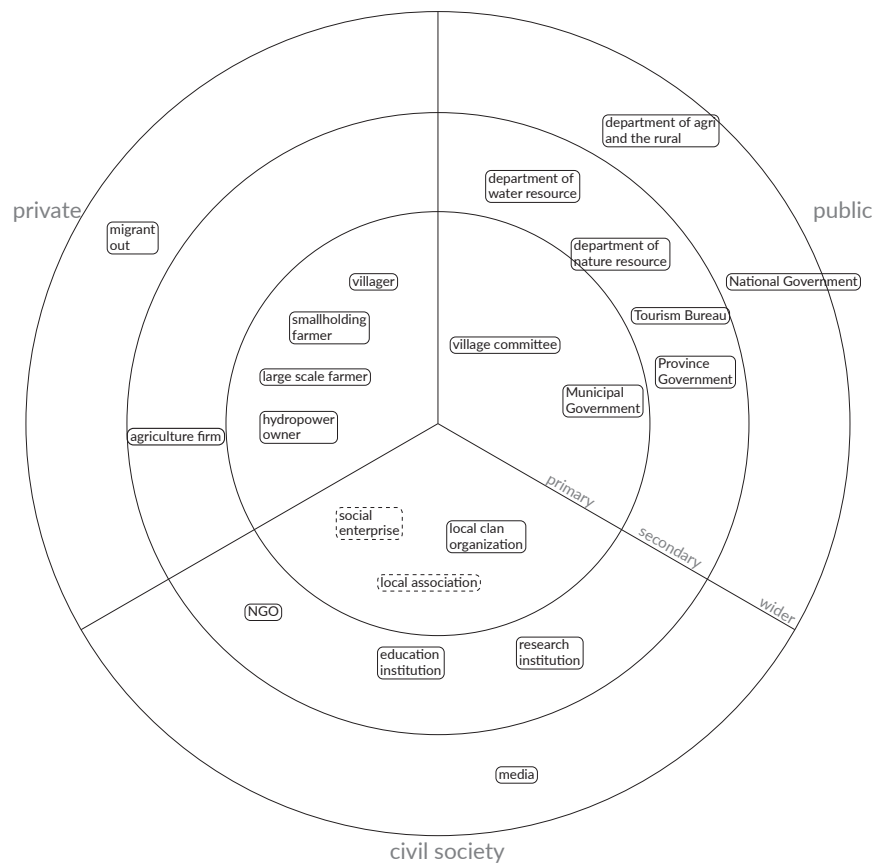 department of agri
and the rural
department of
water resource
private
public
migrant
out
department of
nature resource
villager
National Government
smallholding
farmer
Tourism Bureau
village committee
Province
Government
large scale farmer
Municipal
Government
hydropower
owner
agriculture firm
primary
social
enterprise
local clan
organization
secondary
local association
NGO
wider
education
institution
research
institution
media
civil society